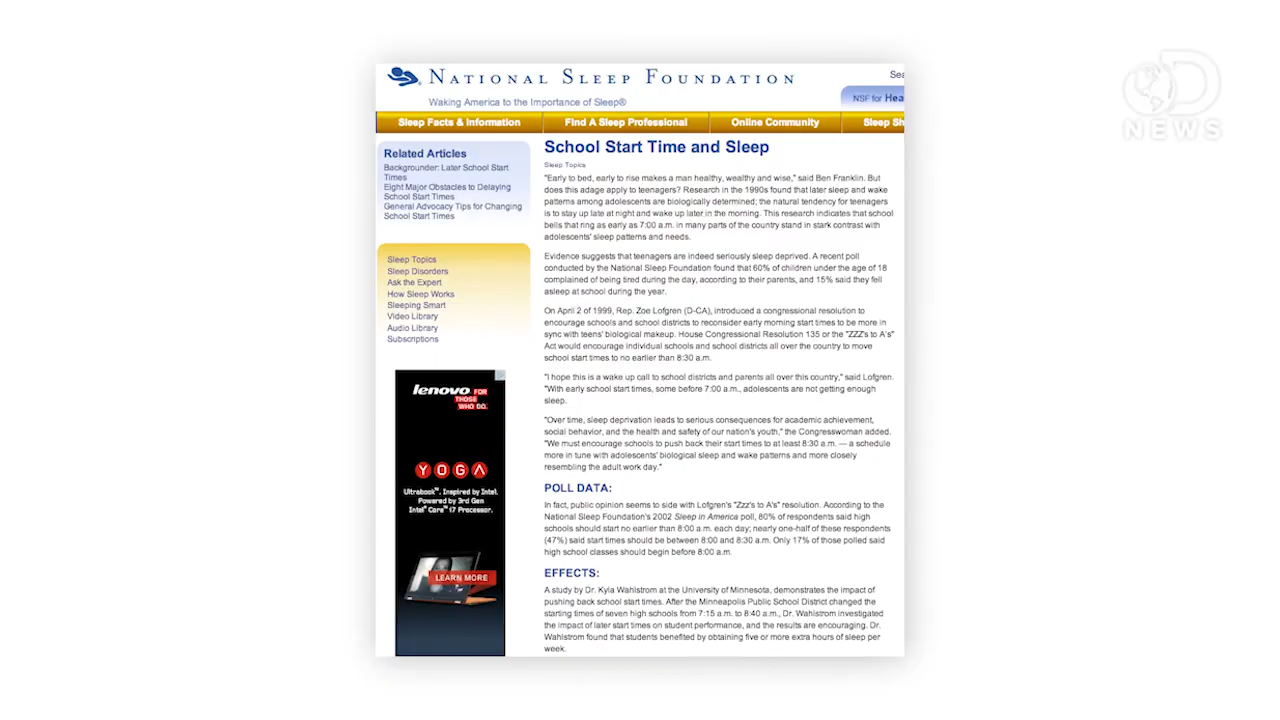 NATIONAL SLEEP FOUNDATION
Sea
Waking America to the Importance of Sleep®
NSF for Hea
Sleep Facts & Information
Find A Sleep Professional
Online Community
Sleep Sh
D
NEWS
Related Articles
Backgrounder: Later School Start
Times
Eight Major Obstacles to Delaying
School Start Times
General Advocacy Tips for Changing
School Start Times
Sleep Topics
Sleep Disorders
Ask the Expert
How Sleep Works
Sleeping Smart
Video Library
Audio Library
Subscriptions
lenovo FOR
THOSE
WHO DO.
YOGA
Ultrabook™. Inspired by Intel.
Powered by 3rd Gen
Intel® Core™ i7 Processor.
LEARN MORE
School Start Time and Sleep
Sleep Topics
"Early to bed, early to rise makes a man healthy, wealthy and wise," said Ben Franklin. But
does this adage apply to teenagers? Research in the 1990s found that later sleep and wake
patterns among adolescents are biologically determined; the natural tendency for teenagers
is to stay up late at night and wake up later in the morning. This research indicates that school
bells that ring as early as 7:00 a.m. in many parts of the country stand in stark contrast with
adolescents' sleep patterns and needs.
Evidence suggests that teenagers are indeed seriously sleep deprived. A recent poll
conducted by the National Sleep Foundation found that 60% of children under the age of 18
complained of being tired during the day, according to their parents, and 15% said they fell
asleep at school during the year.
On April 2 of 1999, Rep. Zoe Lofgren (D-CA), introduced a congressional resolution to
encourage schools and school districts to reconsider early morning start times to be more in
sync with teens' biological makeup. House Congressional Resolution 135 or the "ZZZ's to A's"
Act would encourage individual schools and school districts all over the country to move
school start times to no earlier than 8:30 a.m.
"I hope this is a wake up call to school districts and parents all over this country," said Lofgren.
"With early school start times, some before 7:00 a.m., adolescents are not getting enough
sleep.
"Over time, sleep deprivation leads to serious consequences for academic achievement,
social behavior, and the health and safety of our nation's youth," the Congresswoman added.
"We must encourage schools to push back their start times to at least 8:30 a.m. — a schedule
more in tune with adolescents' biological sleep and wake patterns and more closely
resembling the adult work day."
POLL DATA:
In fact, public opinion seems to side with Lofgren's "Zzz's to A's" resolution. According to the
National Sleep Foundation's 2002 Sleep in America poll, 80% of respondents said high
schools should start no earlier than 8:00 a.m. each day; nearly one-half of these respondents
(47%) said start times should be between 8:00 and 8:30 a.m. Only 17% of those polled said
high school classes should begin before 8:00 a.m.
EFFECTS:
A study by Dr. Kyla Wahlstrom at the University of Minnesota, demonstrates the impact of
pushing back school start times. After the Minneapolis Public School District changed the
starting times of seven high schools from 7:15 a.m. to 8:40 a.m., Dr. Wahlstrom investigated
the impact of later start times on student performance, and the results are encouraging. Dr.
Wahlstrom found that students benefited by obtaining five or more extra hours of sleep per
week.